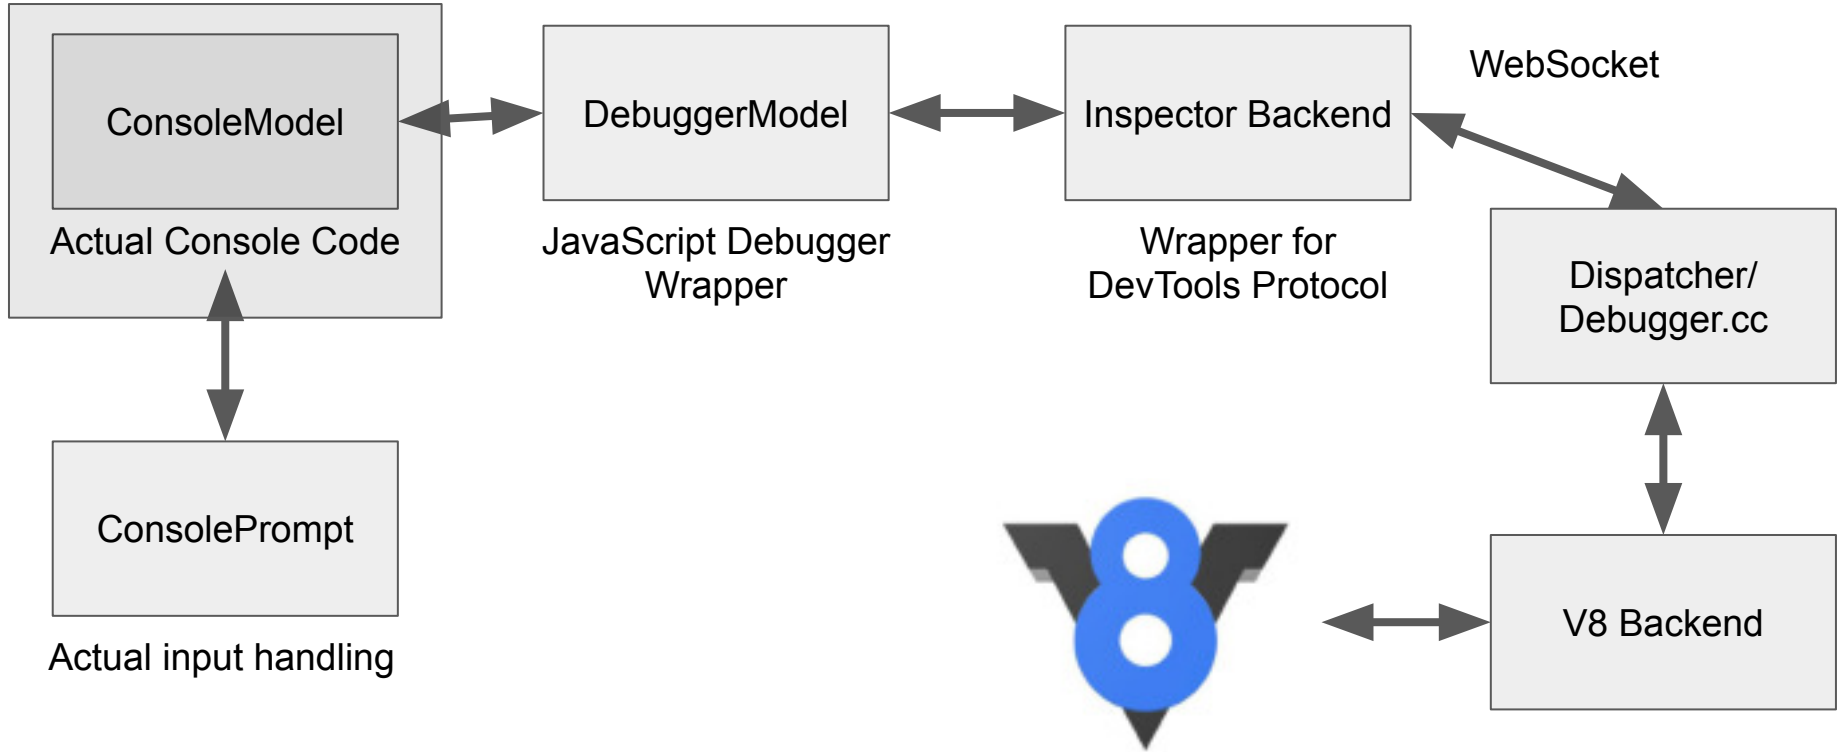 ConsoleModel
Actual Console Code
DebuggerModel
JavaScript Debugger
Wrapper
Inspector Backend
Wrapper for
DevTools Protocol
WebSocket
Dispatcher/
Debugger.cc
ConsolePrompt
Actual input handling
V8
V8 Backend